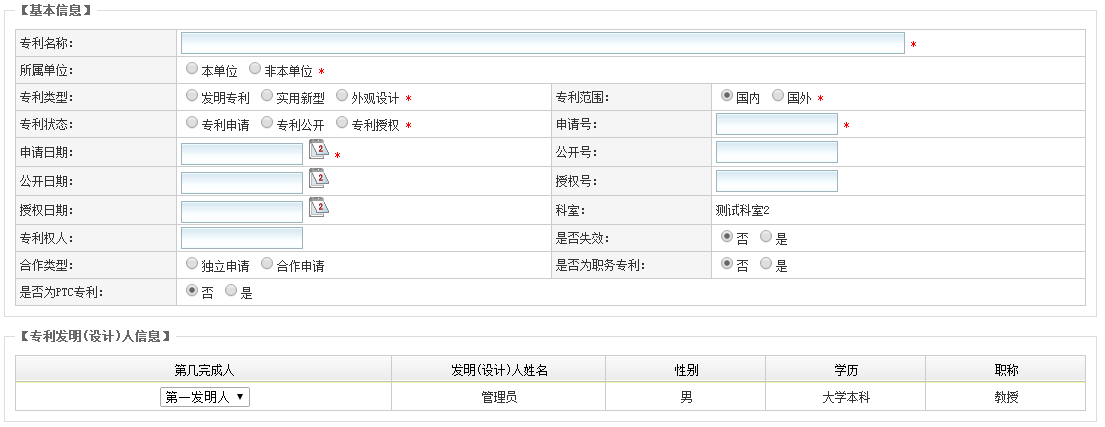 【基本信息】
专利名称: *
所属单位: 本单位 非本单位 *
专利类型: 发明专利 实用新型 外观设计 * 专利范围: 国内 国外 *
专利状态: 专利申请 专利公开 专利授权 * 申请号: *
申请日期: 2 * 公开号:
公开日期: 2 授权号:
授权日期: 2 科室: 测试科室2
专利权人: 是否失效: 否 是
合作类型: 独立申请 合作申请 是否为职务专利: 否 是
是否为PTC专利: 否 是
【专利发明(设计)人信息】
第几完成人 发明(设计)人姓名 性别 学历 职称
第一发明人 管理员 男 大学本科 教授